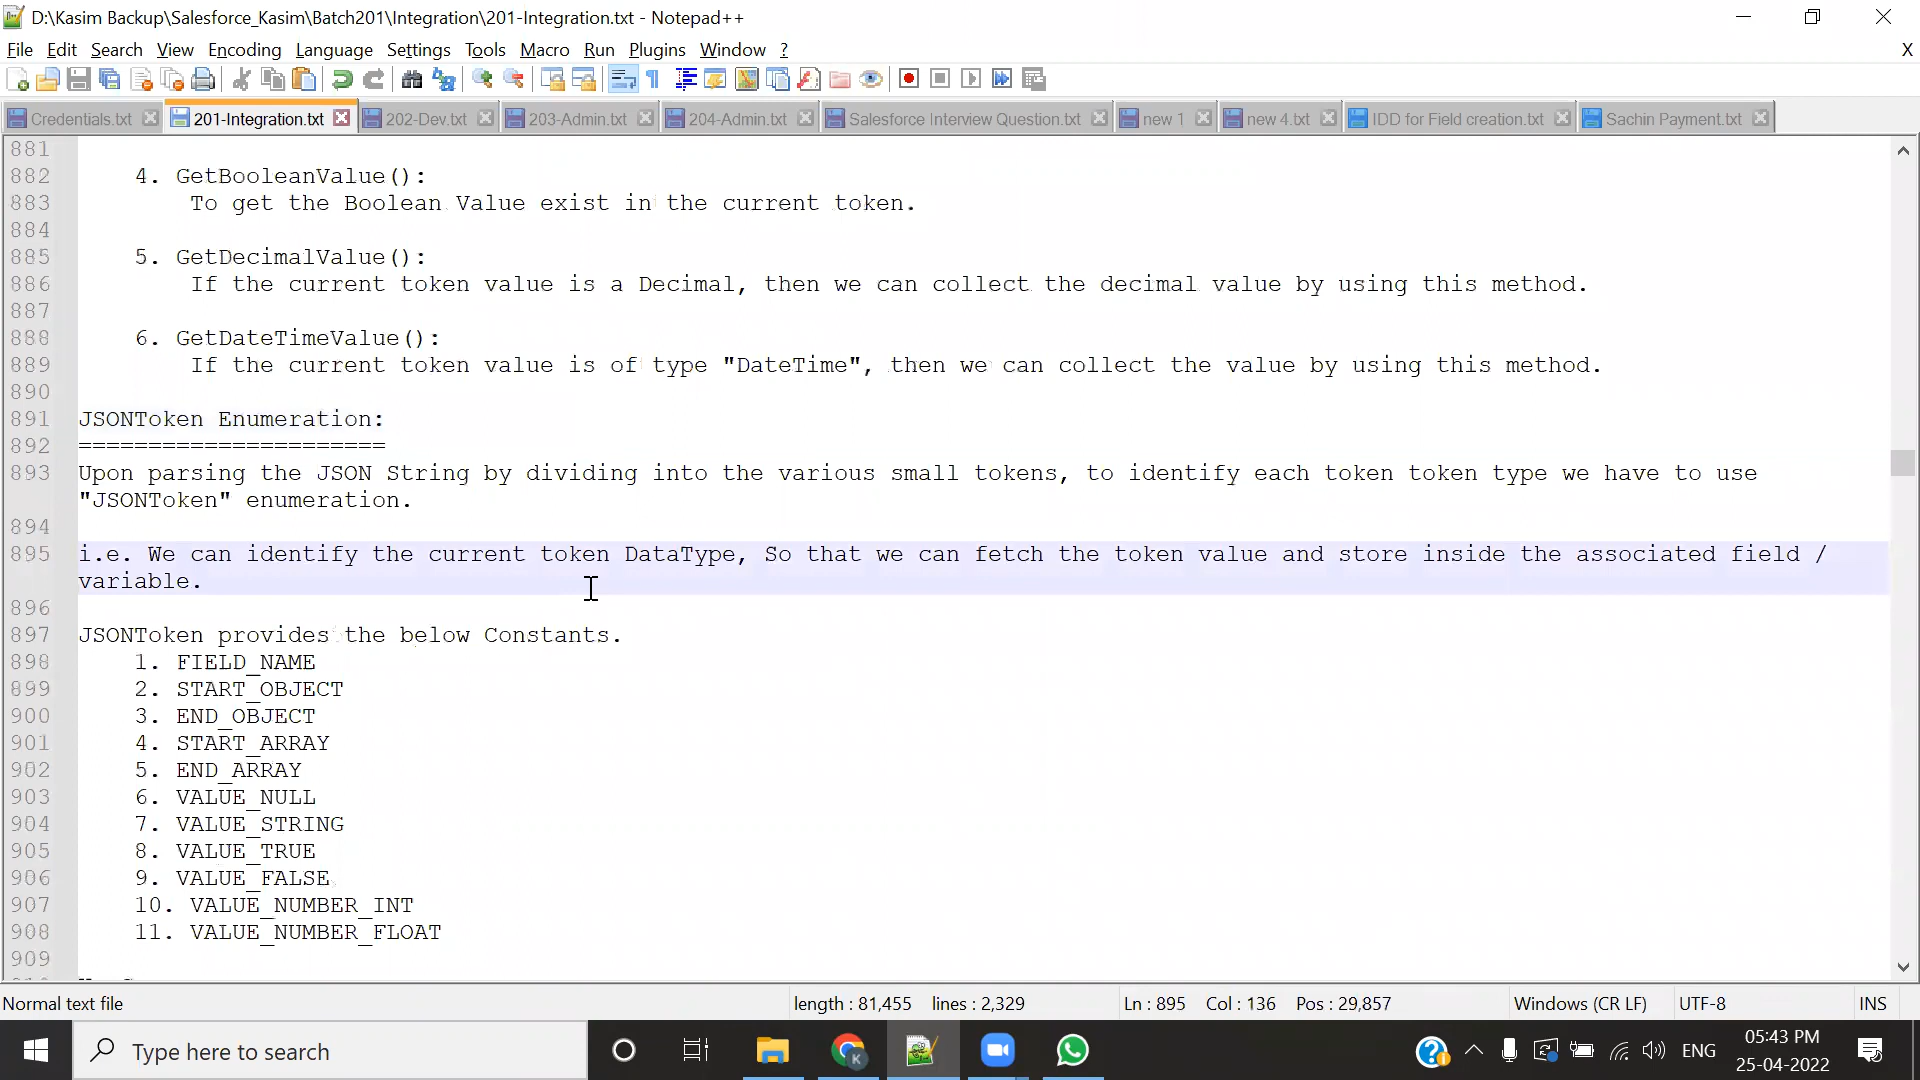 D:\Kasim Backup\Salesforce_Kasim\Batch201\Integration\201-Integration.txt - Notepad++
File Edit Search View Encoding Language Settings Tools Macro Run Plugins Window ? X
Credentials.txt 201-Integration.txt 202-Dev.txt 203-Admin.txt 204-Admin.txt Salesforce Interview Question.txt new 1 new 4.txt IDD for Field creation.txt Sachin Payment.txt
881
882 4. GetBooleanValue():
883 To get the Boolean Value exist in the current token.
884
885 5. GetDecimalValue():
886 If the current token value is a Decimal, then we can collect the decimal value by using this method.
887
888 6. GetDateTimeValue():
889 If the current token value is of type "DateTime", then we can collect the value by using this method.
890
891 JSONToken Enumeration:
892 ======================
893 Upon parsing the JSON String by dividing into the various small tokens, to identify each token token type we have to use
"JSONToken" enumeration.
894
895 i.e. We can identify the current token DataType, So that we can fetch the token value and store inside the associated field /
variable.
896
897 JSONToken provides the below Constants.
898 1. FIELD_NAME
899 2. START_OBJECT
900 3. END_OBJECT
901 4. START_ARRAY
902 5. END_ARRAY
903 6. VALUE_NULL
904 7. VALUE_STRING
905 8. VALUE_TRUE
906 9. VALUE_FALSE
907 10. VALUE_NUMBER_INT
908 11. VALUE_NUMBER_FLOAT
909
Normal text file length : 81,455 lines : 2,329 Ln : 895 Col : 136 Pos : 29,857 Windows (CR LF) UTF-8 INS
Type here to search ENG 05:43 PM
25-04-2022